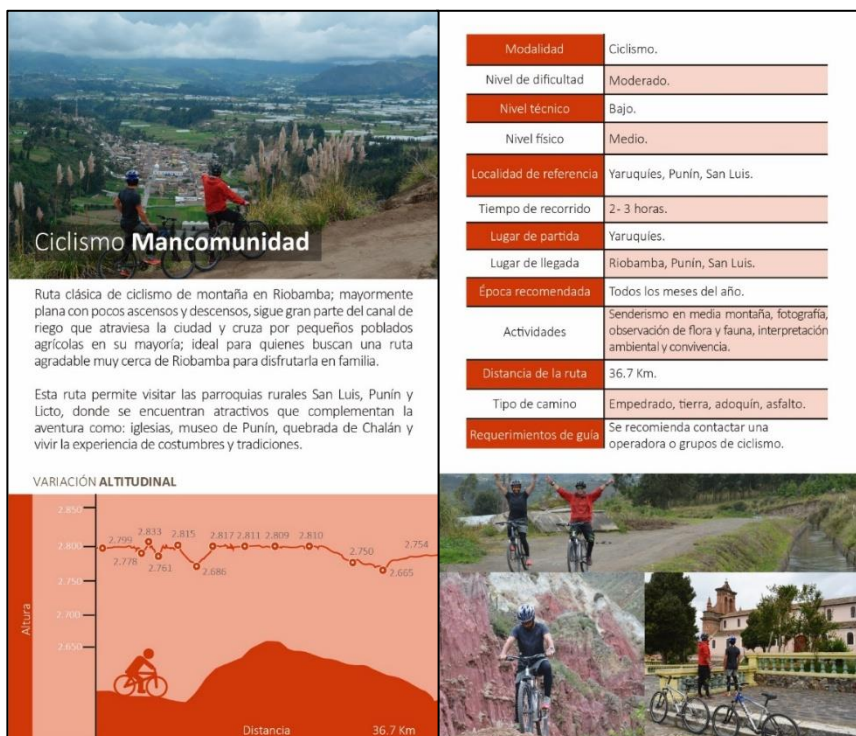 Ciclismo Mancomunidad
Ruta clásica de ciclismo de montaña en Riobamba; mayormente
plana con pocos ascensos y descensos, sigue gran parte del canal de
riego que atraviesa la ciudad y cruza por pequeños poblados
agrícolas en su mayoría; ideal para quienes buscan una ruta
agradable muy cerca de Riobamba para disfrutarla en familia.
Esta ruta permite visitar las parroquias rurales San Luis, Punín y
Licto, donde se encuentran atractivos que complementan la
aventura como: iglesias, museo de Punín, quebrada de Chalán y
vivir la experiencia de costumbres y tradiciones.
VARIACIÓN ALTITUDINAL
2.850
2.800
2.750
2.700
2.650
Altura
2.799
2.778
2.833
2.761
2.815
2.686
2.817
2.811
2.809
2.810
2.750
2.665
2.754
Distancia
36.7 Km
Modalidad Ciclismo.
Nivel de dificultad Moderado.
Nivel técnico Bajo.
Nivel físico Medio.
Localidad de referencia Yaruquíes, Punín, San Luis.
Tiempo de recorrido 2- 3 horas.
Lugar de partida Yaruquíes.
Lugar de llegada Riobamba, Punín, San Luis.
Época recomendada Todos los meses del año.
Actividades Senderismo en media montaña, fotografía,
observación de flora y fauna, interpretación
ambiental y convivencia.
Distancia de la ruta 36.7 Km.
Tipo de camino Empedrado, tierra, adoquín, asfalto.
Requerimientos de guía Se recomienda contactar una
operadora o grupos de ciclismo.